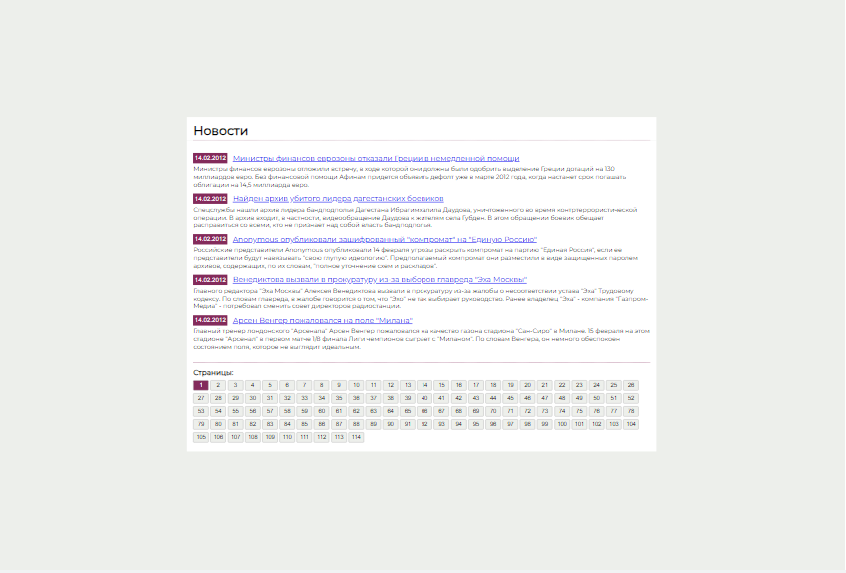 Новости
14.02.2012 Министры финансов еврозоны отказали Греции в немедленной помощи
Министры финансов еврозоны отложили встречу, в ходе которой они должны были одобрить выделение Греции дотаций на 130
миллиардов евро. Без финансовой помощи Афинам придется объявить дефолт уже в марте 2012 года, когда настанет срок погашать
облигации на 14,5 миллиарда евро.
14.02.2012 Найден архив убитого лидера дагестанских боевиков
Спецслужбы нашли архив лидера бандподполья Дагестана Ибрагимхалила Даудова, уничтоженного во время контртеррористической
операции. В архив входит, в частности, видеообращение Даудова к жителям села Губден. В этом обращении боевик обещает
расправиться со всеми, кто не признает над собой власть бандподполья.
14.02.2012 Anonymous опубликовали зашифрованный "компромат" на "Единую Россию"
Российские представители Anonymous опубликовали 14 февраля угрозы раскрыть компромат на партию "Единая Россия", если ее
представители будут навязывать "свою глупую идеологию". Предполагаемый компромат они разместили в виде защищенных паролем
архивов, содержащих, по их словам, "полное уточнение схем и раскладов".
14.02.2012 Венедиктова вызвали в прокуратуру из-за выборов главреда "Эха Москвы"
Главного редактора "Эха Москвы" Алексея Венедиктова вызвали в прокуратуру из-за жалобы о несоответствии устава "Эха" Трудовому
кодексу. По словам главреда, в жалобе говорится о том, что "Эхо" не так выбирает руководство. Ранее владелец "Эха" - компания "Газпром-
Медиа" - потребовал сменить совет директоров радиостанции.
14.02.2012 Арсен Венгер пожаловался на поле "Милана"
Главный тренер лондонского "Арсенала" Арсен Венгер пожаловался на качество газона стадиона "Сан-Сиро" в Милане. 15 февраля на этом
стадионе "Арсенал" в первом матче 1/8 финала Лиги чемпионов сыграет с "Миланом". По словам Венгера, он немного обеспокоен
состоянием поля, которое не выглядит идеальным.
Страницы:
1 2 3 4 5 6 7 8 9 10 11 12 13 14 15 16 17 18 19 20 21 22 23 24 25 26
27 28 29 30 31 32 33 34 35 36 37 38 39 40 41 42 43 44 45 46 47 48 49 50 51 52
53 54 55 56 57 58 59 60 61 62 63 64 65 66 67 68 69 70 71 72 73 74 75 76 77 78
79 80 81 82 83 84 85 86 87 88 89 90 91 92 93 94 95 96 97 98 99 100 101 102 103 104
105 106 107 108 109 110 111 112 113 114